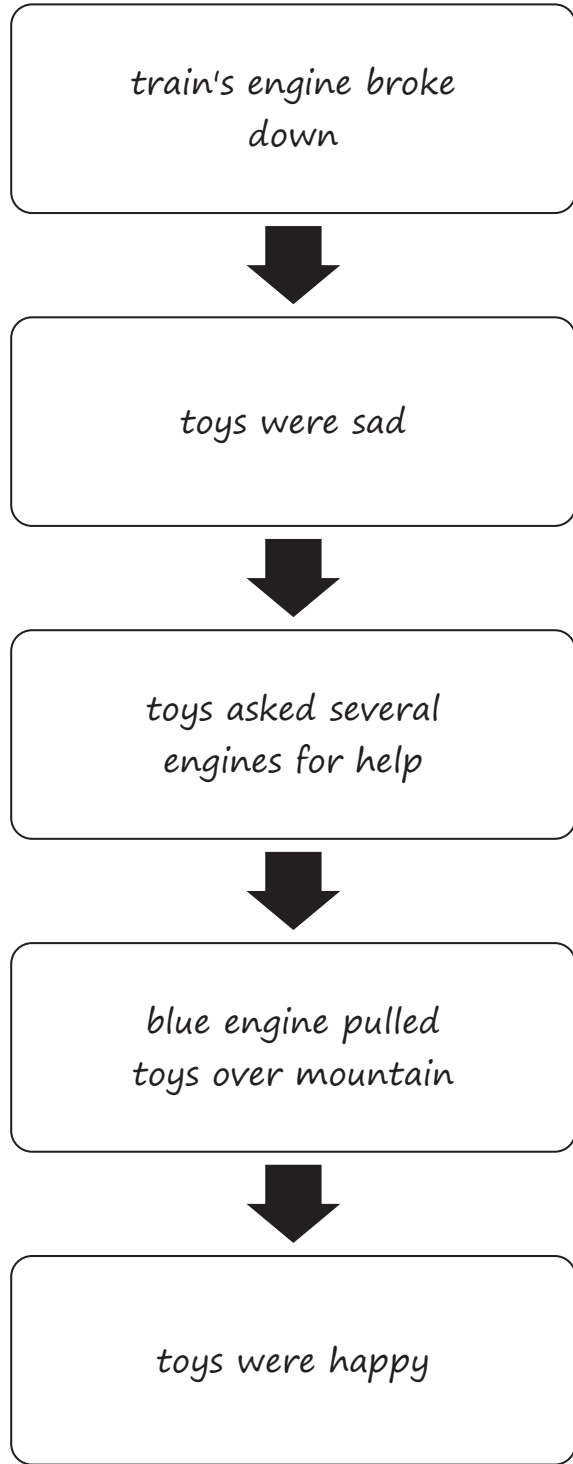 train's engine broke
down
toys were sad
toys asked several
engines for help
blue engine pulled
toys over mountain
toys were happy